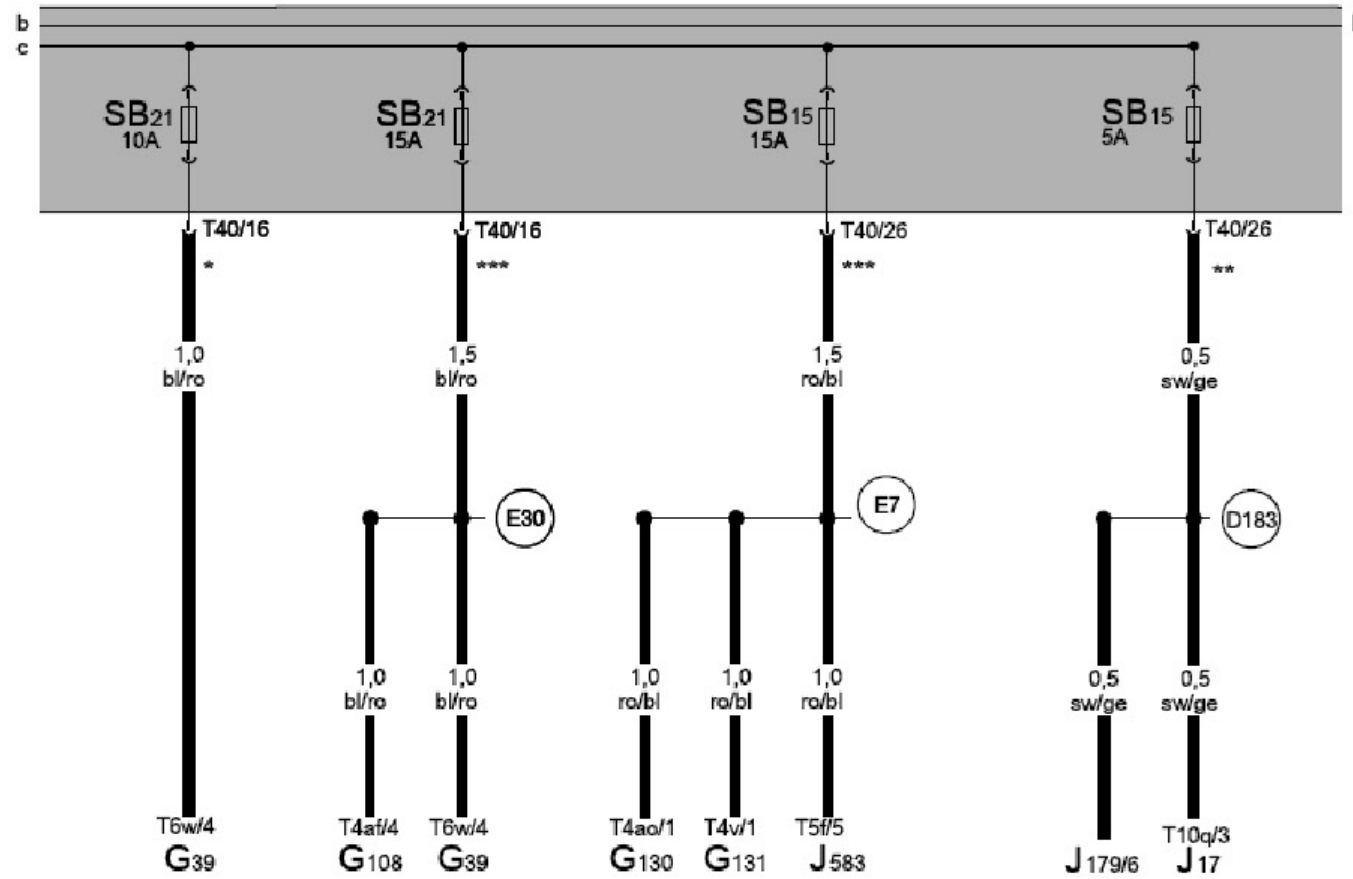 b
c
SB21 SB21 SB15 SB15
10A 15A 15A 5A
T40/16 T40/16 T40/26 T40/26
* *** *** **
1,0 1,5 1,5 0,5
bl/ro bl/ro ro/bl sw/ge
E30 E7 D183
1,0 1,0 1,0 1,0 1,0 0,5 0,5
bl/ro bl/ro ro/bl ro/bl ro/bl sw/ge sw/ge
T6w/4 T4af/4 T6w/4 T4ao/1 T4v/1 T5f/5 T10q/3
G39 G108 G39 G130 G131 J583 J179/6 J17